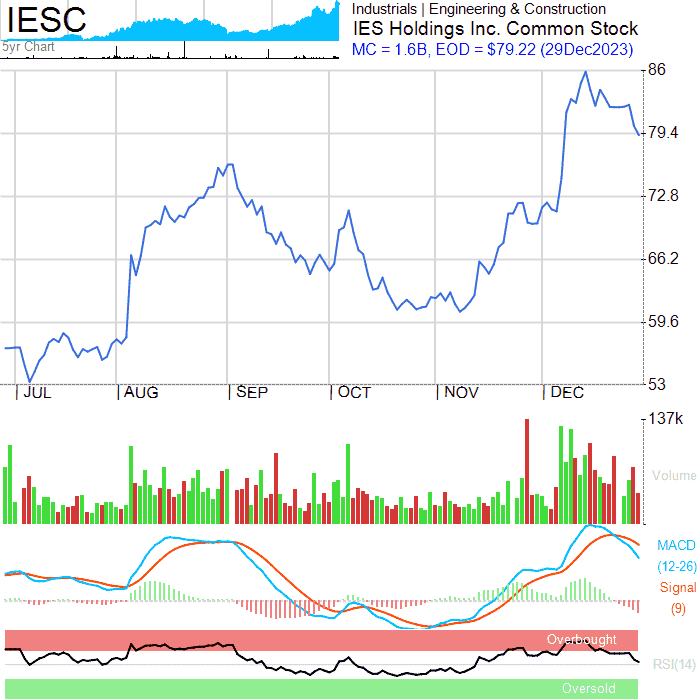 IESC
5yr Chart
Industrials | Engineering & Construction
IES Holdings Inc. Common Stock
MC = 1.6B, EOD = $79.22 (29Dec2023)
86
79.4
72.8
66.2
59.6
53
JUL AUG SEP OCT NOV DEC
137k
Volume
MACD
(12-26)
Signal
(9)
Overbought
RSI(14)
Oversold